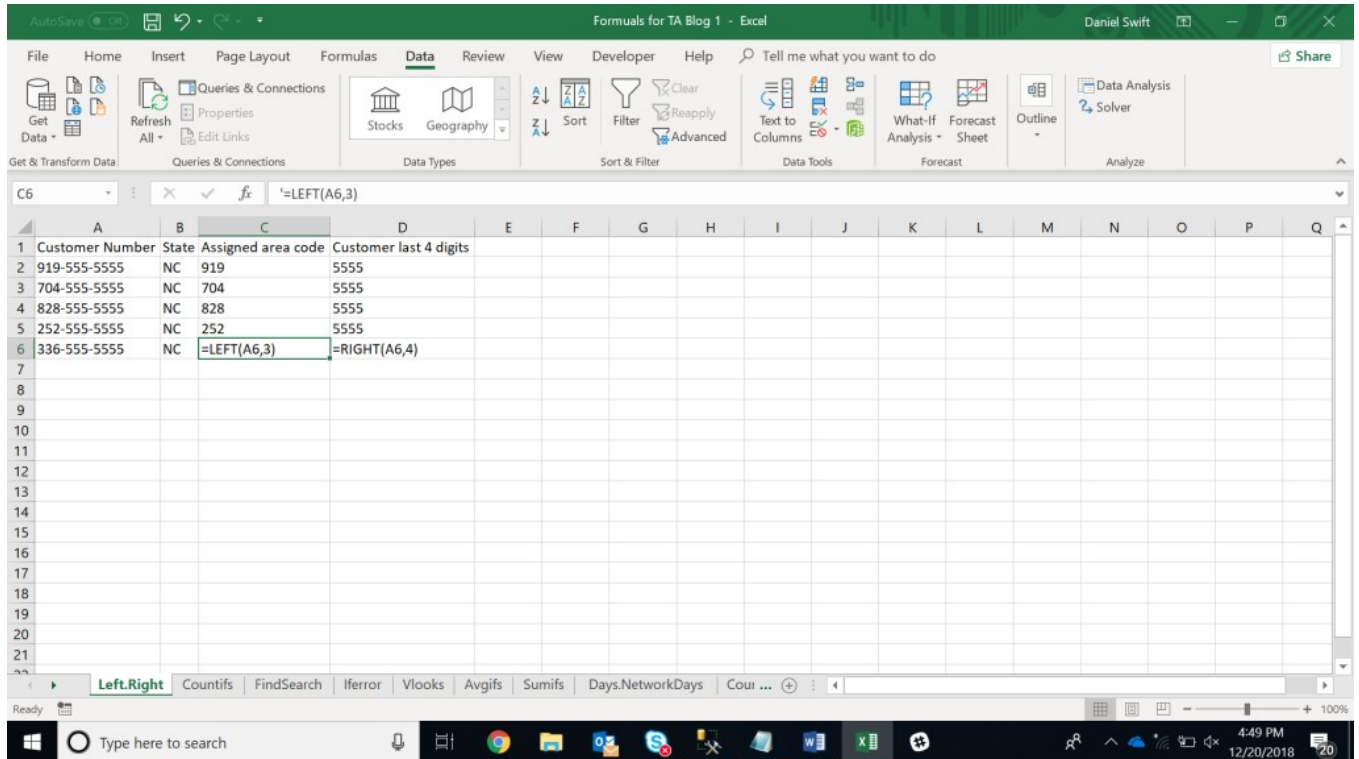 AutoSave Off Formuals for TA Blog 1 - Excel Daniel Swift
File Home Insert Page Layout Formulas Data Review View Developer Help Tell me what you want to do Share
Get Data
Refresh All
Queries & Connections
Properties
Edit Links
Stocks
Geography
Sort
Filter
Clear
Reapply
Advanced
Text to Columns
What-If Analysis
Forecast Sheet
Outline
Data Analysis
Solver
Get & Transform Data Queries & Connections Data Types Sort & Filter Data Tools Forecast Analyze
C6 fx '=LEFT(A6,3)
A B C D E F G H I J K L M N O P Q
1 Customer Number State Assigned area code Customer last 4 digits
2 919-555-5555 NC 919 5555
3 704-555-5555 NC 704 5555
4 828-555-5555 NC 828 5555
5 252-555-5555 NC 252 5555
6 336-555-5555 NC =LEFT(A6,3) =RIGHT(A6,4)
7
8
9
10
11
12
13
14
15
16
17
18
19
20
21
Left.Right Countifs FindSearch Iferror Vlooks Avgifs Sumifs Days.NetworkDays Cour ...
Ready 100%
Type here to search
4:49 PM
12/20/2018
20